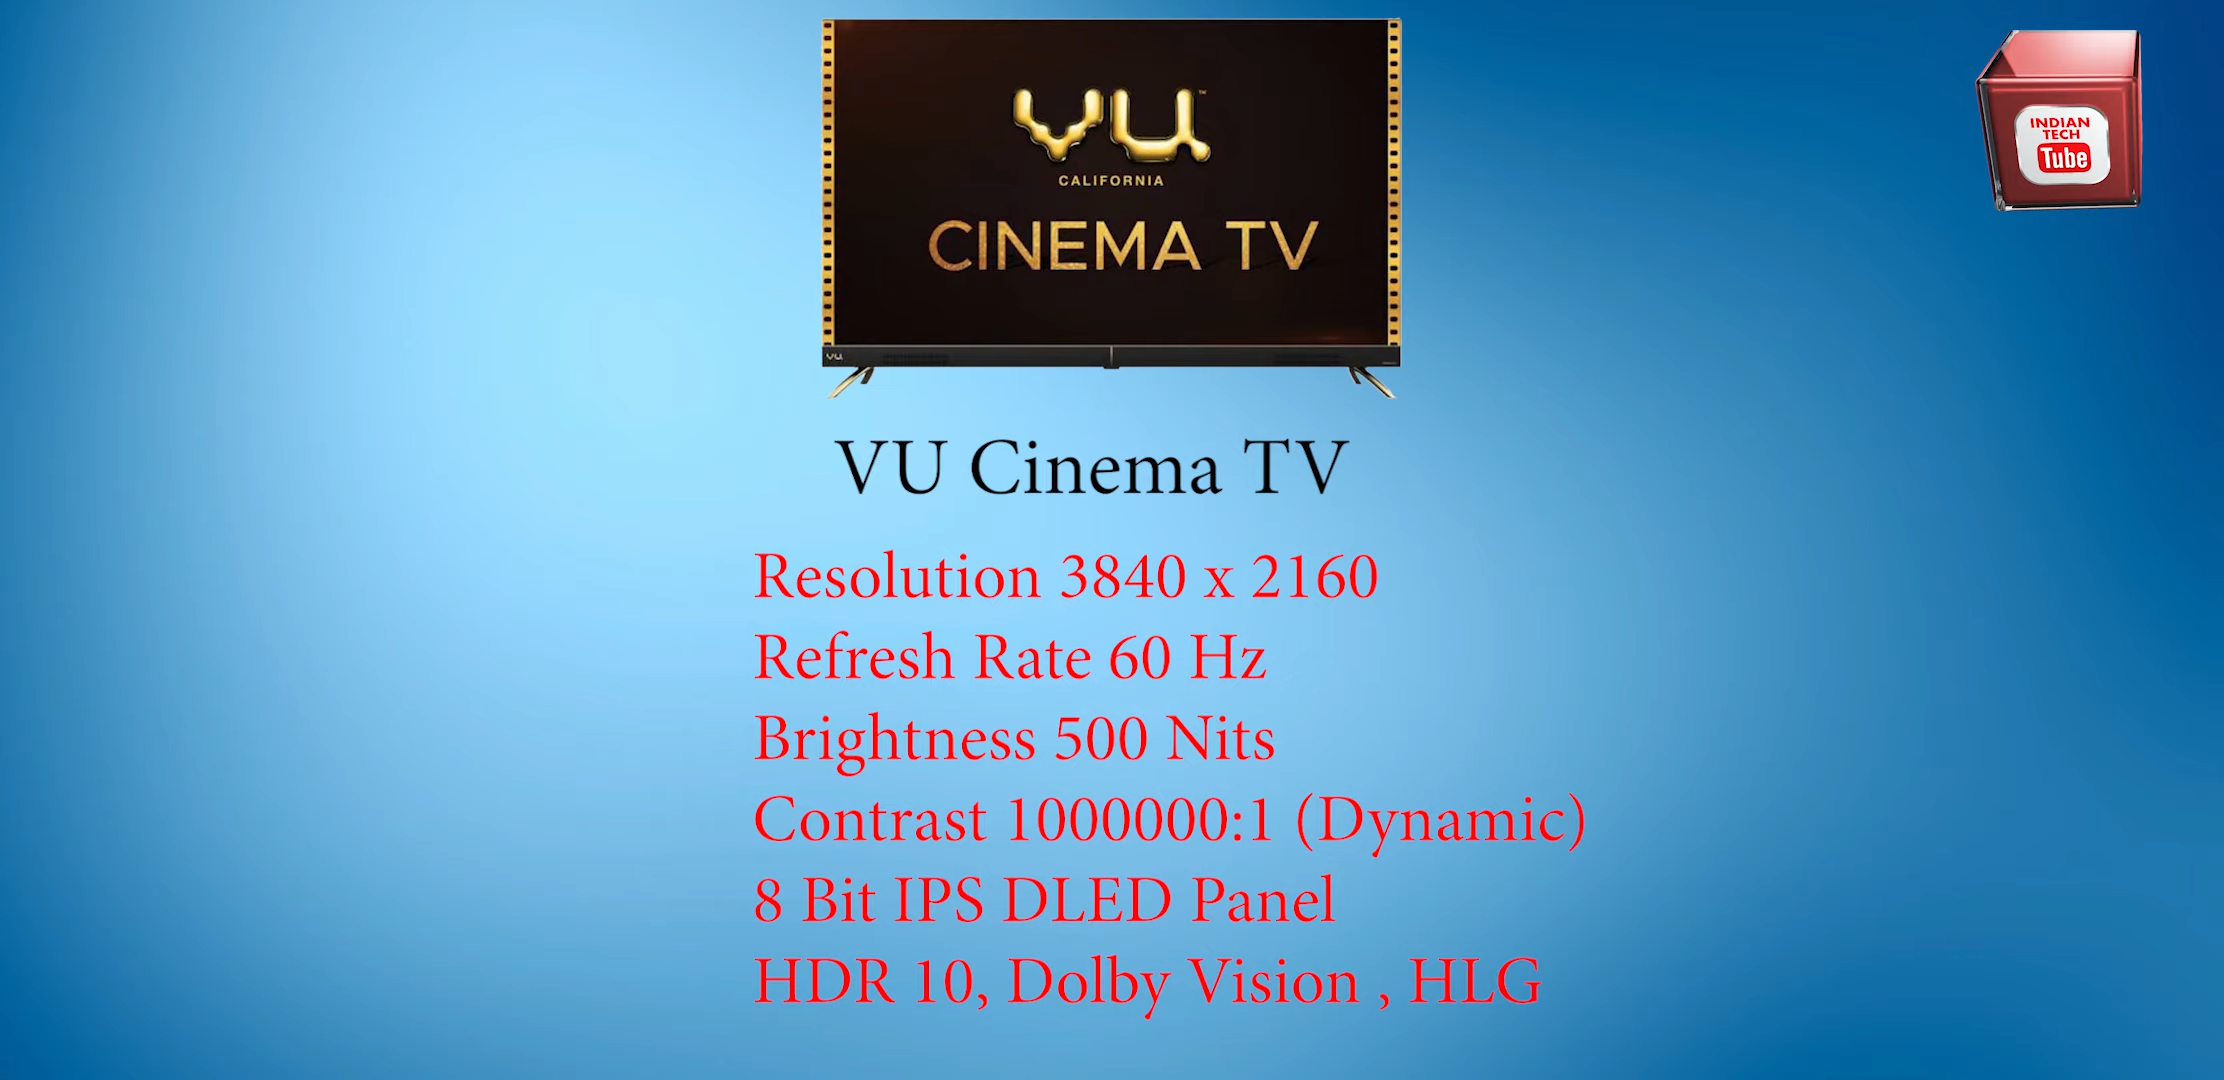 VU
CALIFORNIA
CINEMA TV
VU
INDIAN
TECH
Tube
VU Cinema TV
Resolution 3840 x 2160
Refresh Rate 60 Hz
Brightness 500 Nits
Contrast 1000000:1 (Dynamic)
8 Bit IPS DLED Panel
HDR 10, Dolby Vision , HLG